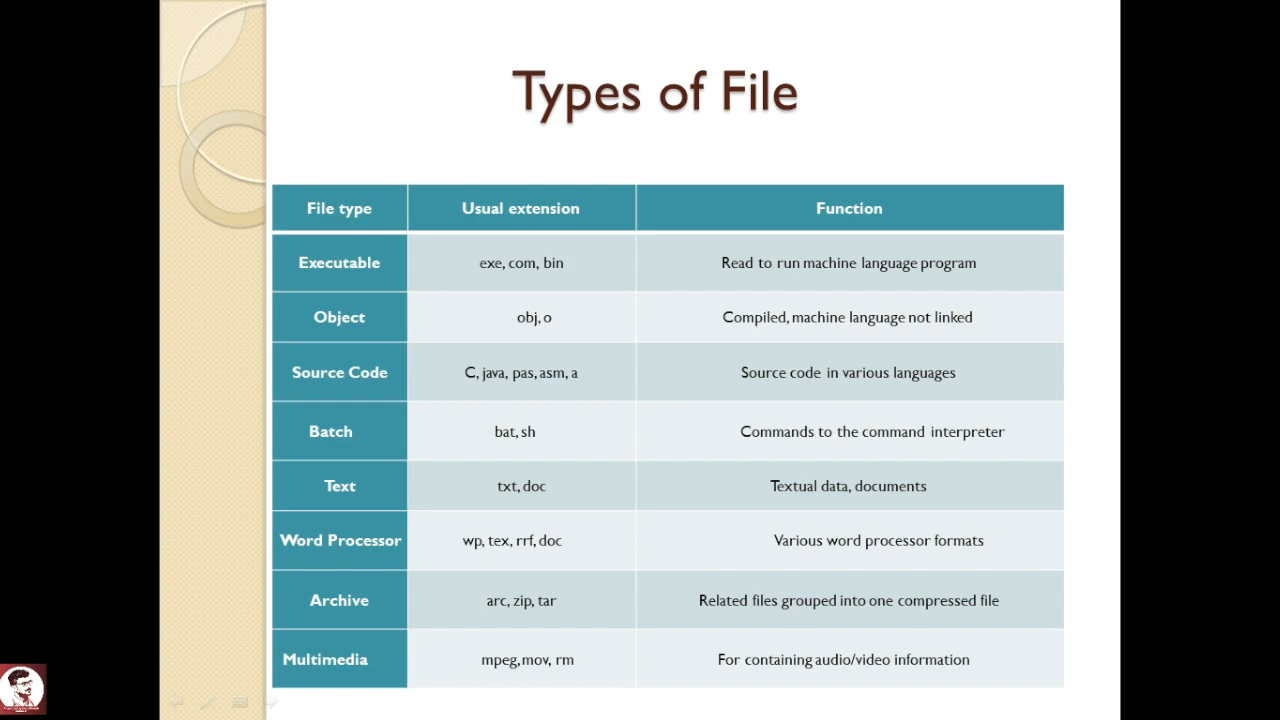 Types of File
File type Usual extension Function
Executable exe, com, bin Read to run machine language program
Object obj, o Compiled, machine language not linked
Source Code C, java, pas, asm, a Source code in various languages
Batch bat, sh Commands to the command interpreter
Text txt, doc Textual data, documents
Word Processor wp, tex, rrf, doc Various word processor formats
Archive arc, zip, tar Related files grouped into one compressed file
Multimedia mpeg, mov, rm For containing audio/video information